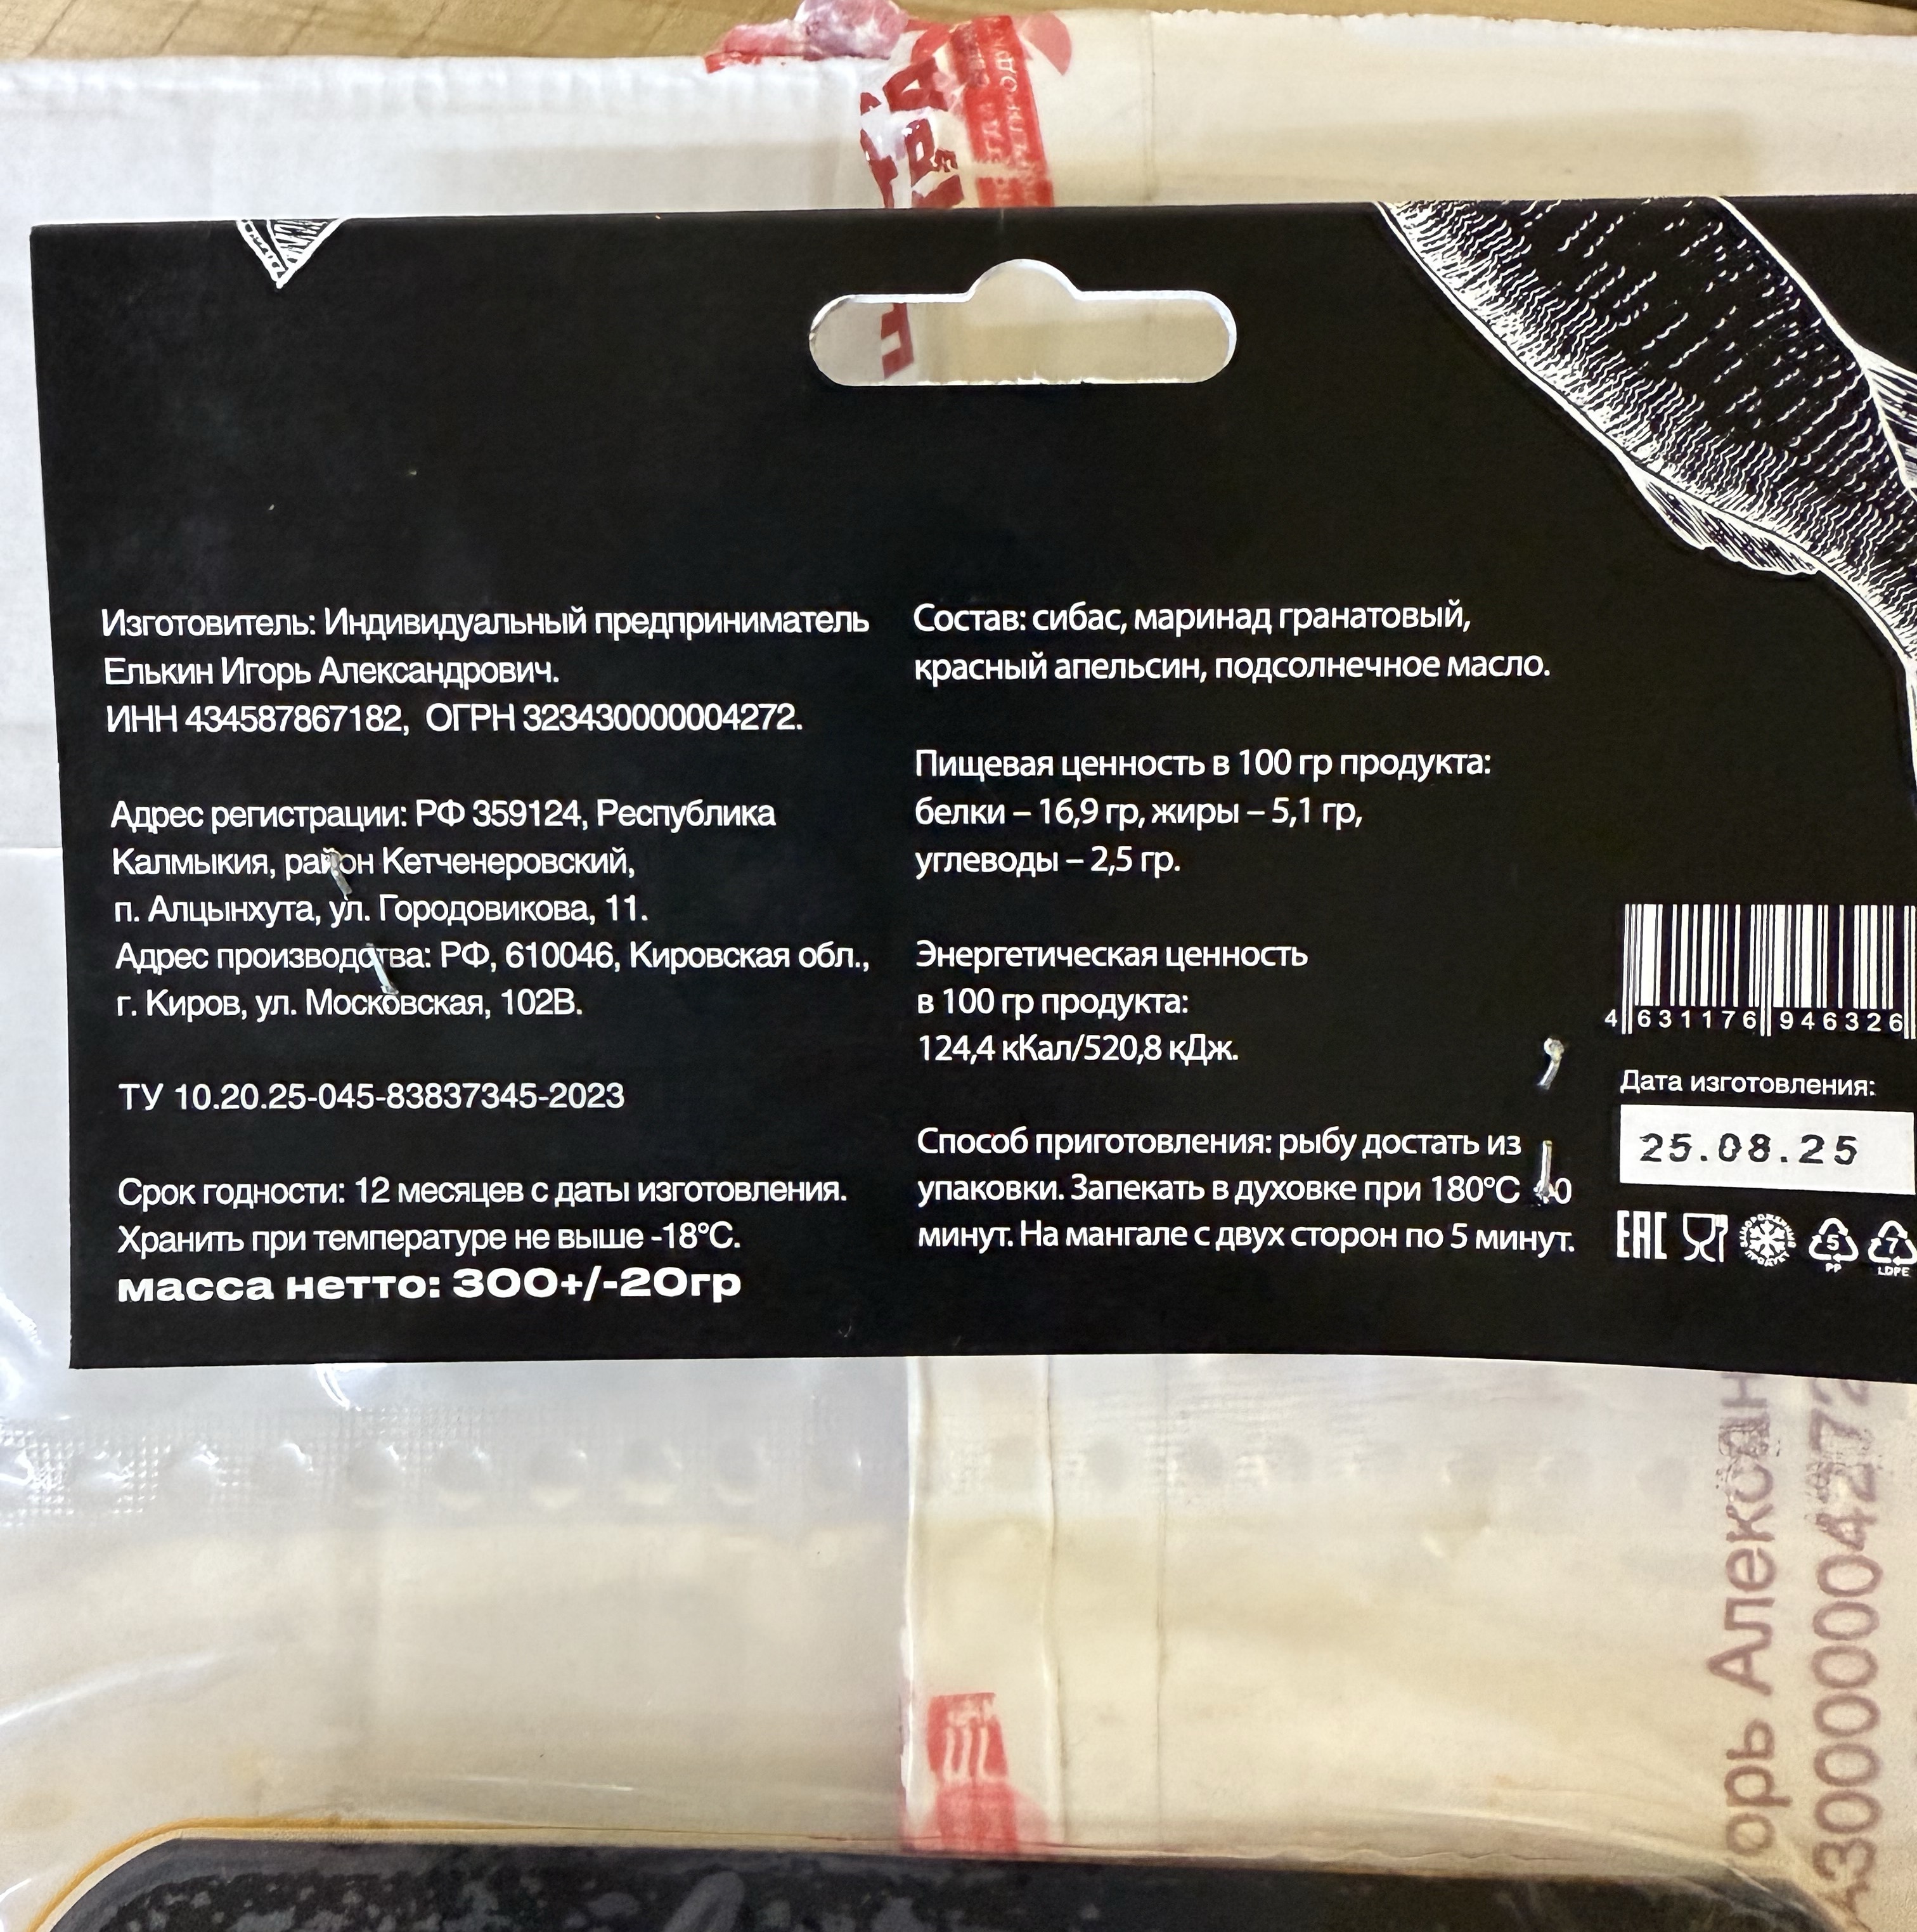 Изготовитель: Индивидуальный предприниматель
Елькин Игорь Александрович.
ИНН 434587867182, ОГРН 323430000004272.
Адрес регистрации: РФ 359124, Республика
Калмыкия, район Кетченеровский,
п. Алцынхута, ул. Городовикова, 11.
Адрес производства: РФ, 610046, Кировская обл.,
г. Киров, ул. Московская, 102В.
ТУ 10.20.25-045-83837345-2023
Срок годности: 12 месяцев с даты изготовления.
Хранить при температуре не выше -18°С.
масса нетто: 300+/-20гр
Состав: сибас, маринад гранатовый,
красный апельсин, подсолнечное масло.
Пищевая ценность в 100 гр продукта:
белки – 16,9 гр, жиры – 5,1 гр,
углеводы – 2,5 гр.
Энергетическая ценность
в 100 гр продукта:
124,4 кКал/520,8 кДж.
Способ приготовления: рыбу достать из
упаковки. Запекать в духовке при 180°С
минут. На мангале с двух сторон по 5 минут.
4 631176 946326
Дата изготовления:
25.08.25
EAC
5
PP
7
LDPE
орь Алекс
30000004272